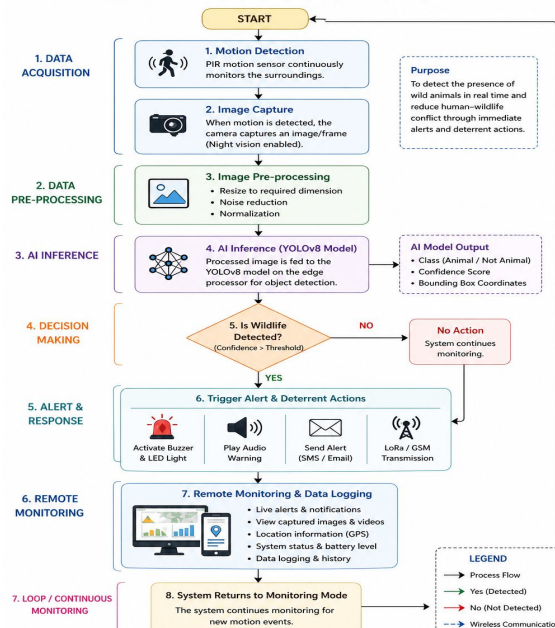 START
1. DATA
ACQUISITION
1. Motion Detection
PIR motion sensor continuously
monitors the surroundings.
Purpose
To detect the presence of
wild animals in real time and
reduce human–wildlife
conflict through immediate
alerts and deterrent actions.
2. Image Capture
When motion is detected, the
camera captures an image/frame
(Night vision enabled).
2. DATA
PRE-PROCESSING
3. Image Pre-processing
• Resize to required dimension
• Noise reduction
• Normalization
3. AI INFERENCE
4. AI Inference (YOLOv8 Model)
Processed image is fed to the
YOLOv8 model on the edge
processor for object detection.
AI Model Output
• Class (Animal / Not Animal)
• Confidence Score
• Bounding Box Coordinates
4. DECISION
MAKING
5. Is Wildlife
Detected?
(Confidence > Threshold)
NO
No Action
System continues
monitoring.
YES
5. ALERT &
RESPONSE
6. Trigger Alert & Deterrent Actions
Activate Buzzer
& LED Light
Play Audio
Warning
Send Alert
(SMS / Email)
LoRa / GSM
Transmission
6. REMOTE
MONITORING
7. Remote Monitoring & Data Logging
• Live alerts & notifications
• View captured images & videos
• Location information (GPS)
• System status & battery level
• Data logging & history
7. LOOP / CONTINUOUS
MONITORING
8. System Returns to Monitoring Mode
The system continues monitoring for
new motion events.
LEGEND
Process Flow
Yes (Detected)
No (Not Detected)
Wireless Communicatio